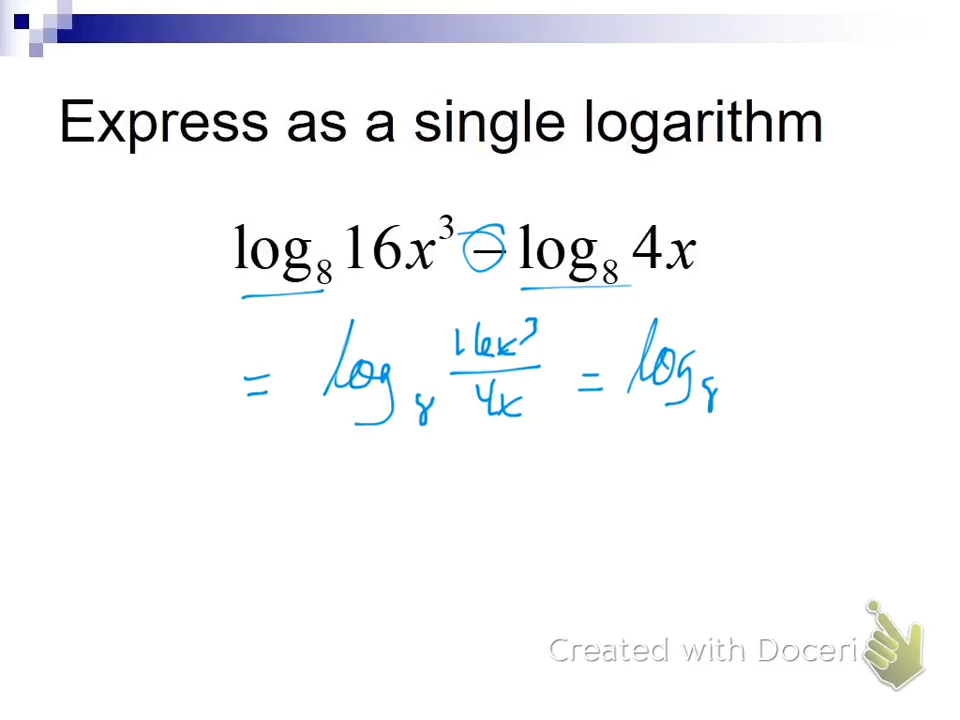 Express as a single logarithm
log₈ 16x³ – log₈ 4x
= log₈ 16x³/4x = log₈
Created with Doceri